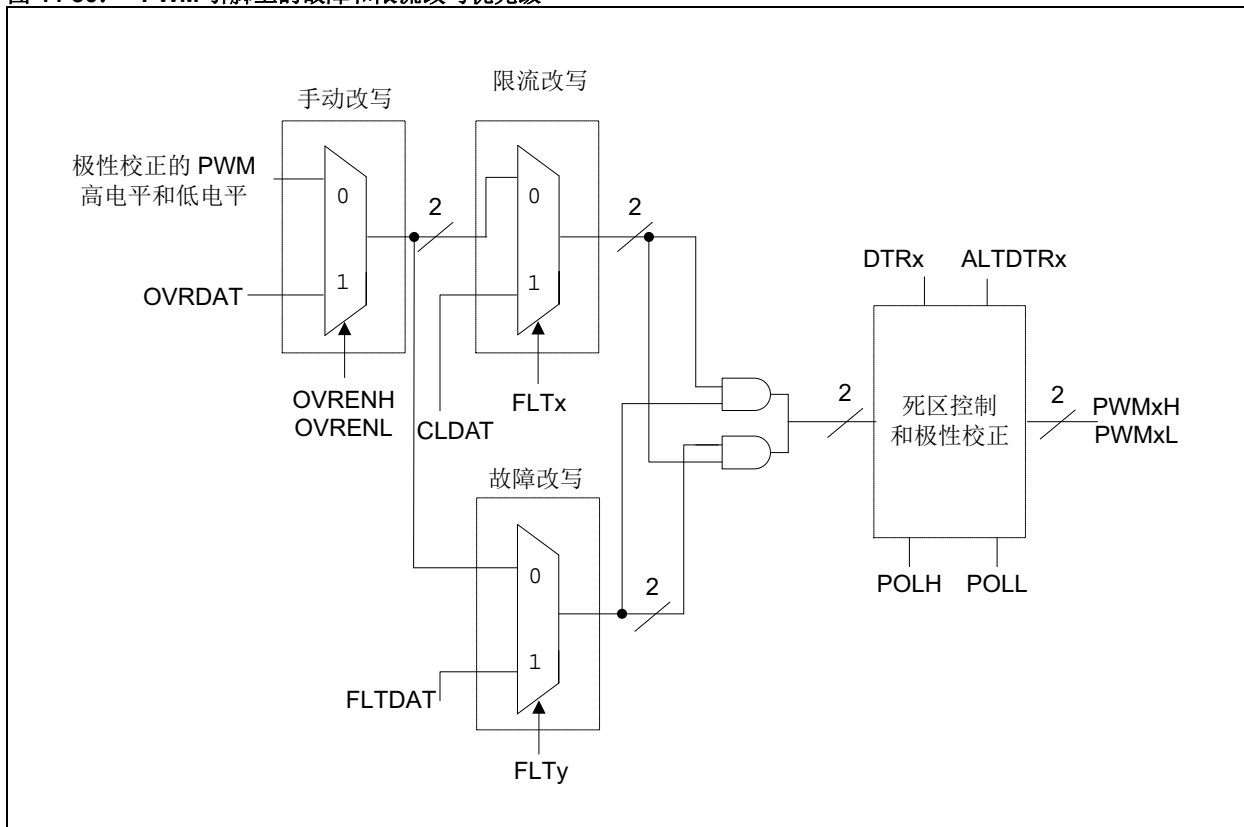 限流改写
手动改写
极性校正的 PWM
高电平和低电平
0
1
2
0
1
2
OVRDAT
OVRENH
OVRENL
CLDAT
FLTx
DTRx
ALTDTRx
2
死区控制
和极性校正
2
PWMxH
PWMxL
POLH
POLL
故障改写
0
1
2
FLTDAT
FLTy